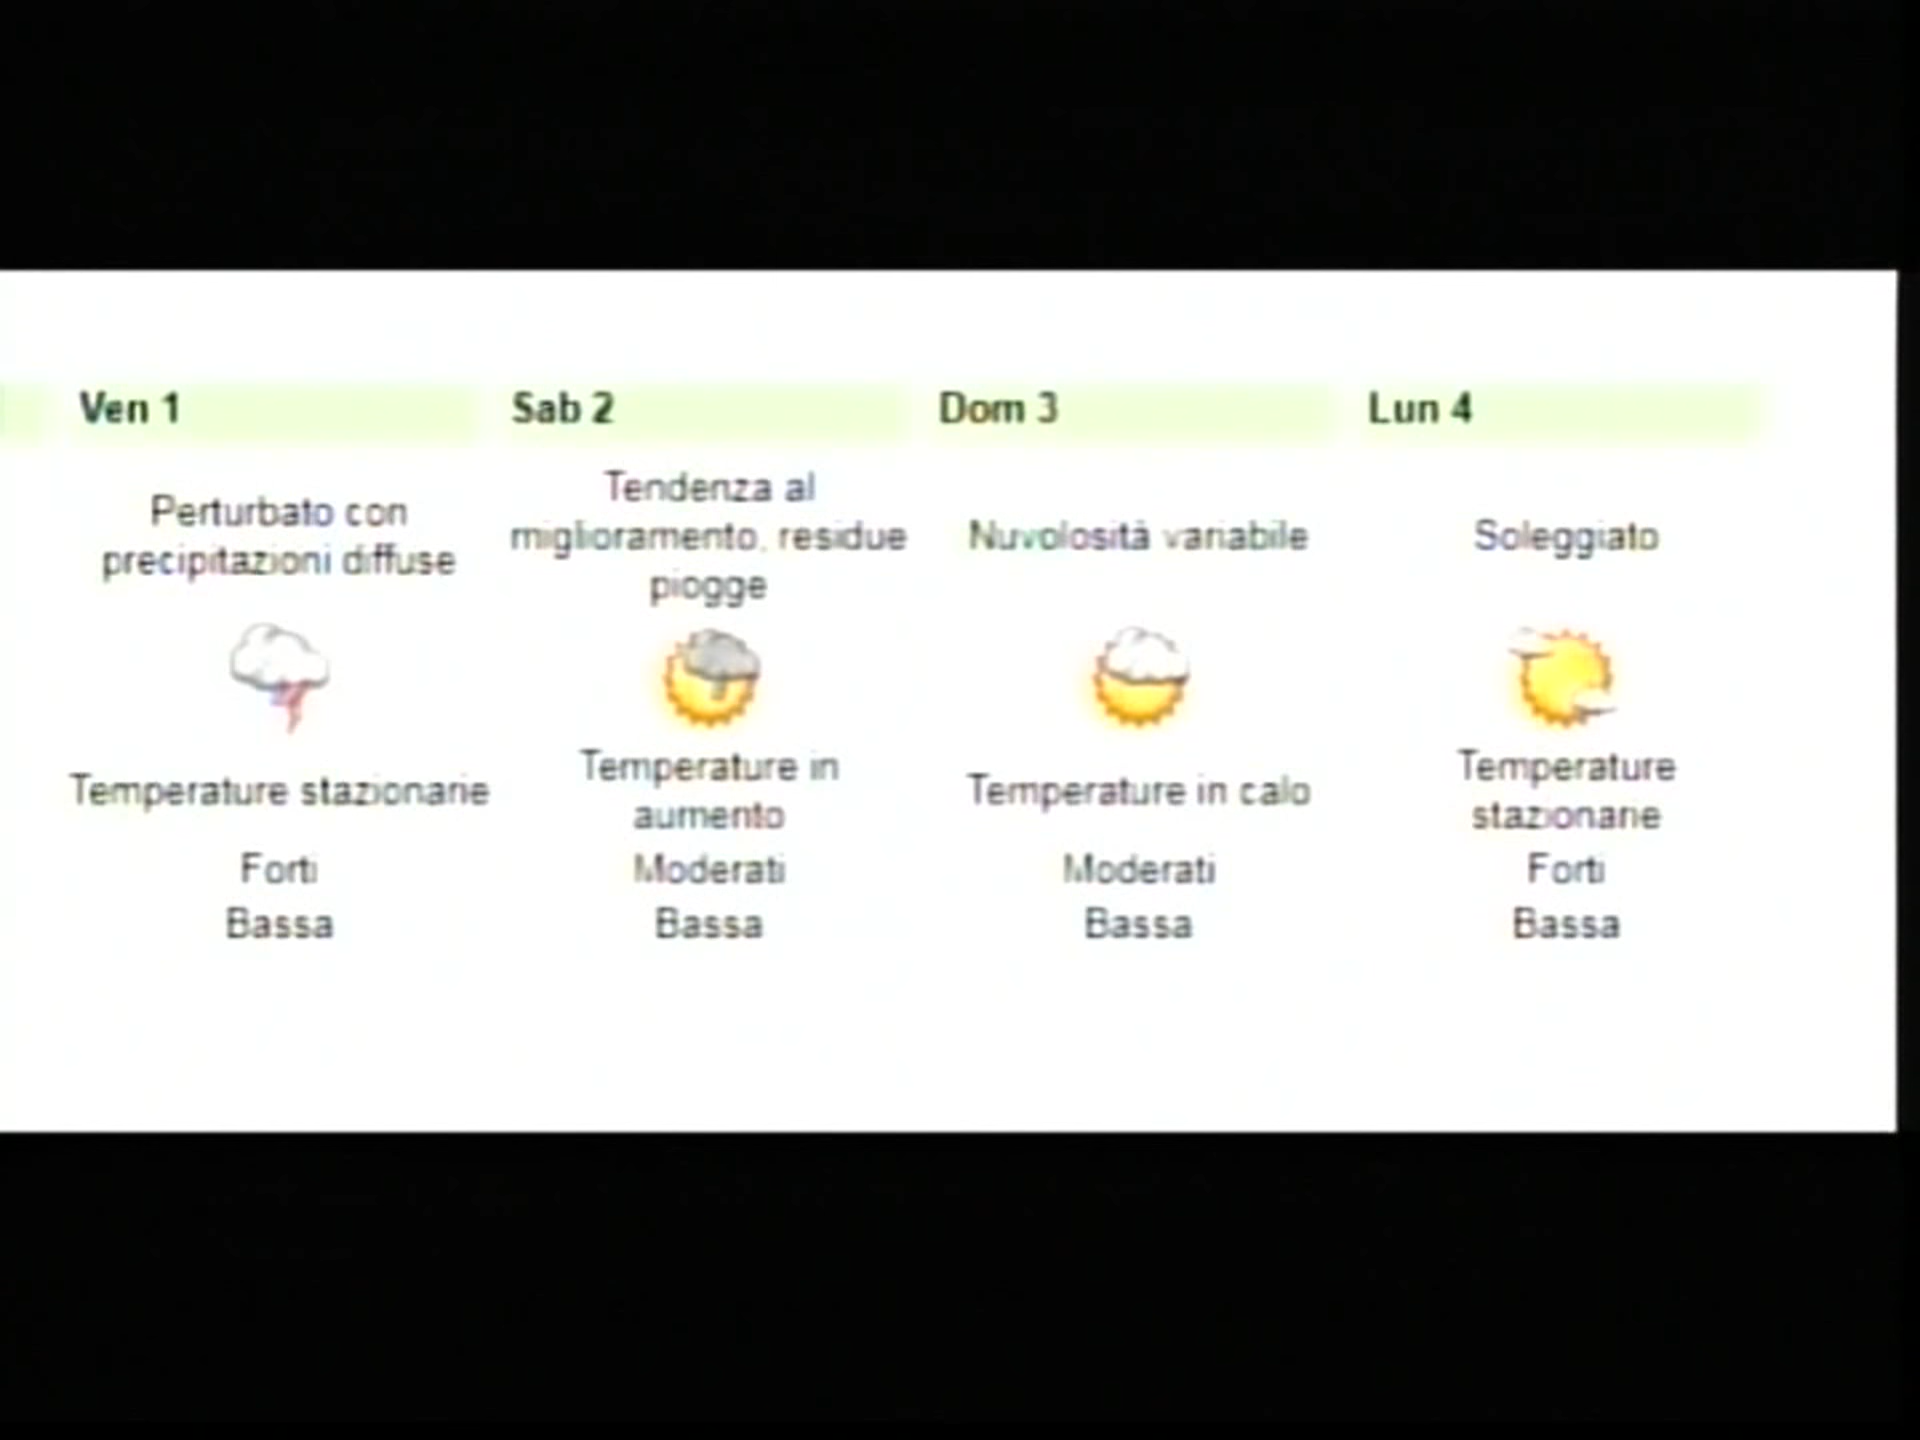 Ven 1
Sab 2
Dom 3
Lun 4
Perturbato con
precipitazioni diffuse
Tendenza al
miglioramento, residue
piogge
Nuvolosità variabile
Soleggiato
Temperature stazionarie
Temperature in
aumento
Temperature in calo
Temperature
stazionarie
Forti
Moderati
Moderati
Forti
Bassa
Bassa
Bassa
Bassa